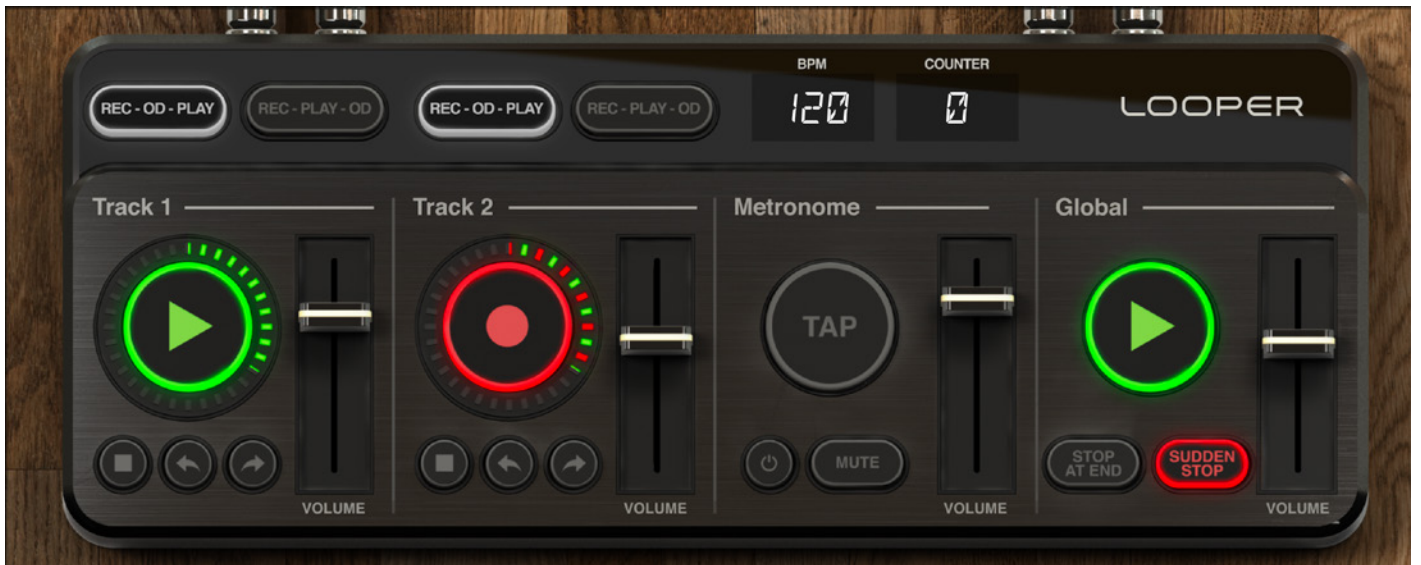 BPM
COUNTER
REC - OD - PLAY
REC - PLAY - OD
REC - OD - PLAY
REC - PLAY - OD
120
0
LOOPER
Track 1
Track 2
Metronome
Global
TAP
STOP
AT END
SUDDEN
STOP
MUTE
VOLUME
VOLUME
VOLUME
VOLUME